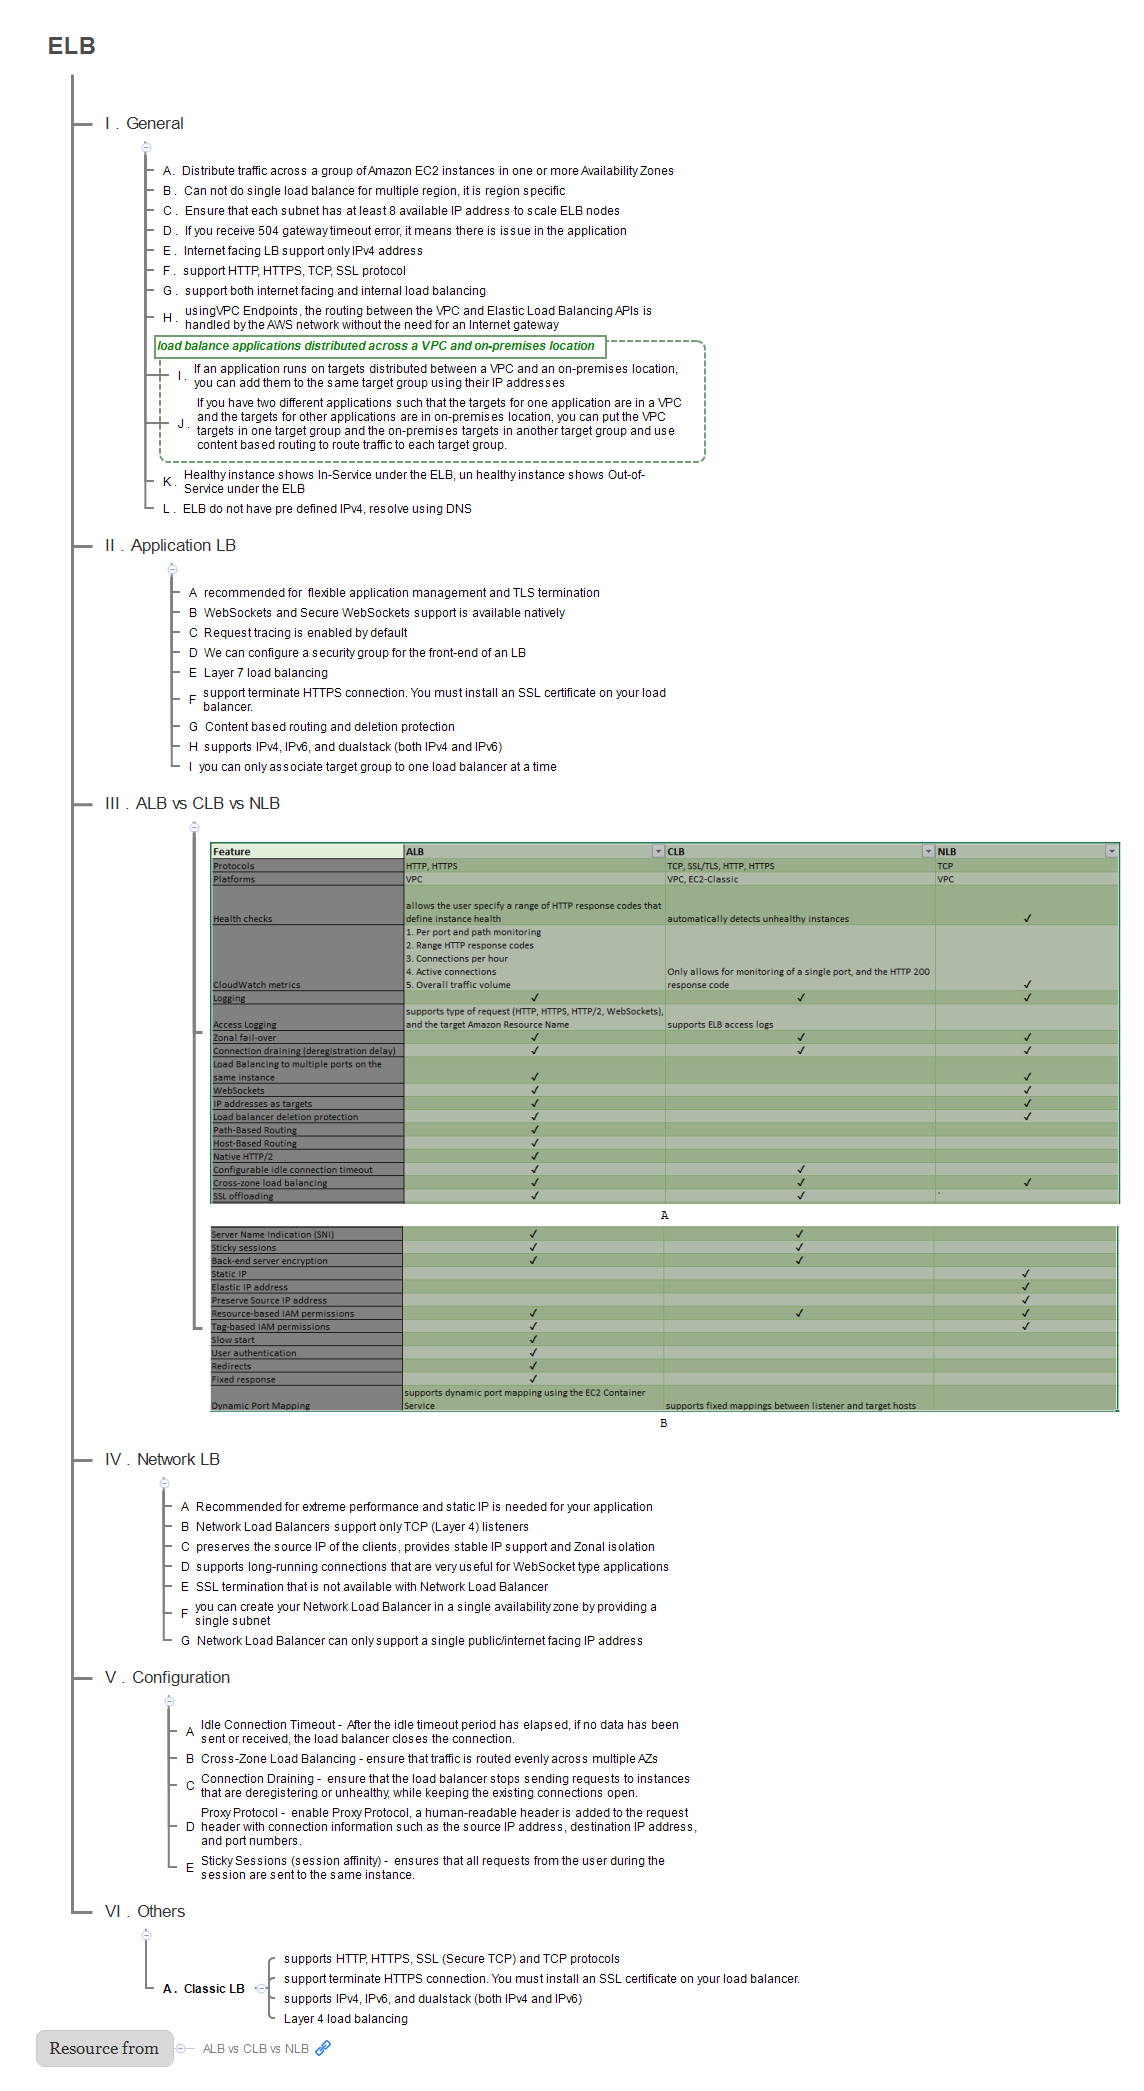 ELB
I . General
A. Distribute traffic across a group of Amazon EC2 instances in one or more Availability Zones
B . Can not do single load balance for multiple region, it is region specific
C . Ensure that each subnet has at least 8 available IP address to scale ELB nodes
D . If you receive 504 gateway timeout error, it means there is issue in the application
E . Internet facing LB support only IPv4 address
F . support HTTP, HTTPS, TCP, SSL protocol
G . support both internet facing and internal load balancing
H . using VPC Endpoints, the routing between the VPC and Elastic Load Balancing APIs is
handled by the AWS network without the need for an Internet gateway
load balance applications distributed across a VPC and on-premises location
I . If an application runs on targets distributed between a VPC and an on-premises location,
you can add them to the same target group using their IP addresses
J . If you have two different applications such that the targets for one application are in a VPC
and the targets for other applications are in on-premises location, you can put the VPC
targets in one target group and the on-premises targets in another target group and use
content based routing to route traffic to each target group.
K . Healthy instance shows In-Service under the ELB, un healthy instance shows Out-of-
Service under the ELB
L . ELB do not have pre defined IPv4, resolve using DNS
II . Application LB
A recommended for flexible application management and TLS termination
B WebSockets and Secure WebSockets support is available natively
C Request tracing is enabled by default
D We can configure a security group for the front-end of an LB
E Layer 7 load balancing
F support terminate HTTPS connection. You must install an SSL certificate on your load
balancer.
G Content based routing and deletion protection
H supports IPv4, IPv6, and dualstack (both IPv4 and IPv6)
I you can only associate target group to one load balancer at a time
III . ALB vs CLB vs NLB
Feature ALB CLB NLB
Protocols HTTP, HTTPS TCP, SSL/TLS, HTTP, HTTPS TCP
Platforms VPC VPC, EC2-Classic VPC
allows the user specify a range of HTTP response codes that
Health checks define instance health automatically detects unhealthy instances ✓
1. Per port and path monitoring
2. Range HTTP response codes
3. Connections per hour
4. Active connections Only allows for monitoring of a single port, and the HTTP 200
CloudWatch metrics 5. Overall traffic volume response code ✓
Logging ✓ ✓ ✓
supports type of request (HTTP, HTTPS, HTTP/2, WebSockets),
Access Logging and the target Amazon Resource Name supports ELB access logs
Zonal fail-over ✓ ✓ ✓
Connection draining (deregistration delay) ✓ ✓ ✓
Load Balancing to multiple ports on the
same instance ✓ ✓
WebSockets ✓ ✓
IP addresses as targets ✓ ✓
Load balancer deletion protection ✓ ✓
Path-Based Routing ✓
Host-Based Routing ✓
Native HTTP/2 ✓
Configurable idle connection timeout ✓ ✓
Cross-zone load balancing ✓ ✓ ✓
SSL offloading ✓ ✓
A
Server Name Indication (SNI) ✓ ✓
Sticky sessions ✓ ✓
Back-end server encryption ✓ ✓
Static IP ✓
Elastic IP address ✓
Preserve Source IP address ✓
Resource-based IAM permissions ✓ ✓ ✓
Tag-based IAM permissions ✓ ✓
Slow start ✓
User authentication ✓
Redirects ✓
Fixed response ✓
supports dynamic port mapping using the EC2 Container
Dynamic Port Mapping Service supports fixed mappings between listener and target hosts
B
IV . Network LB
A Recommended for extreme performance and static IP is needed for your application
B Network Load Balancers support only TCP (Layer 4) listeners
C preserves the source IP of the clients, provides stable IP support and Zonal isolation
D supports long-running connections that are very useful for WebSocket type applications
E SSL termination that is not available with Network Load Balancer
F you can create your Network Load Balancer in a single availability zone by providing a
single subnet
G Network Load Balancer can only support a single public/internet facing IP address
V . Configuration
A Idle Connection Timeout - After the idle timeout period has elapsed, if no data has been
sent or received, the load balancer closes the connection.
B Cross-Zone Load Balancing - ensure that traffic is routed evenly across multiple AZs
C Connection Draining - ensure that the load balancer stops sending requests to instances
that are deregistering or unhealthy, while keeping the existing connections open.
D Proxy Protocol - enable Proxy Protocol, a human-readable header is added to the request
header with connection information such as the source IP address, destination IP address,
and port numbers.
E Sticky Sessions (session affinity) - ensures that all requests from the user during the
session are sent to the same instance.
VI . Others
A . Classic LB
supports HTTP, HTTPS, SSL (Secure TCP) and TCP protocols
support terminate HTTPS connection. You must install an SSL certificate on your load balancer.
supports IPv4, IPv6, and dualstack (both IPv4 and IPv6)
Layer 4 load balancing
Resource from ALB vs CLB vs NLB